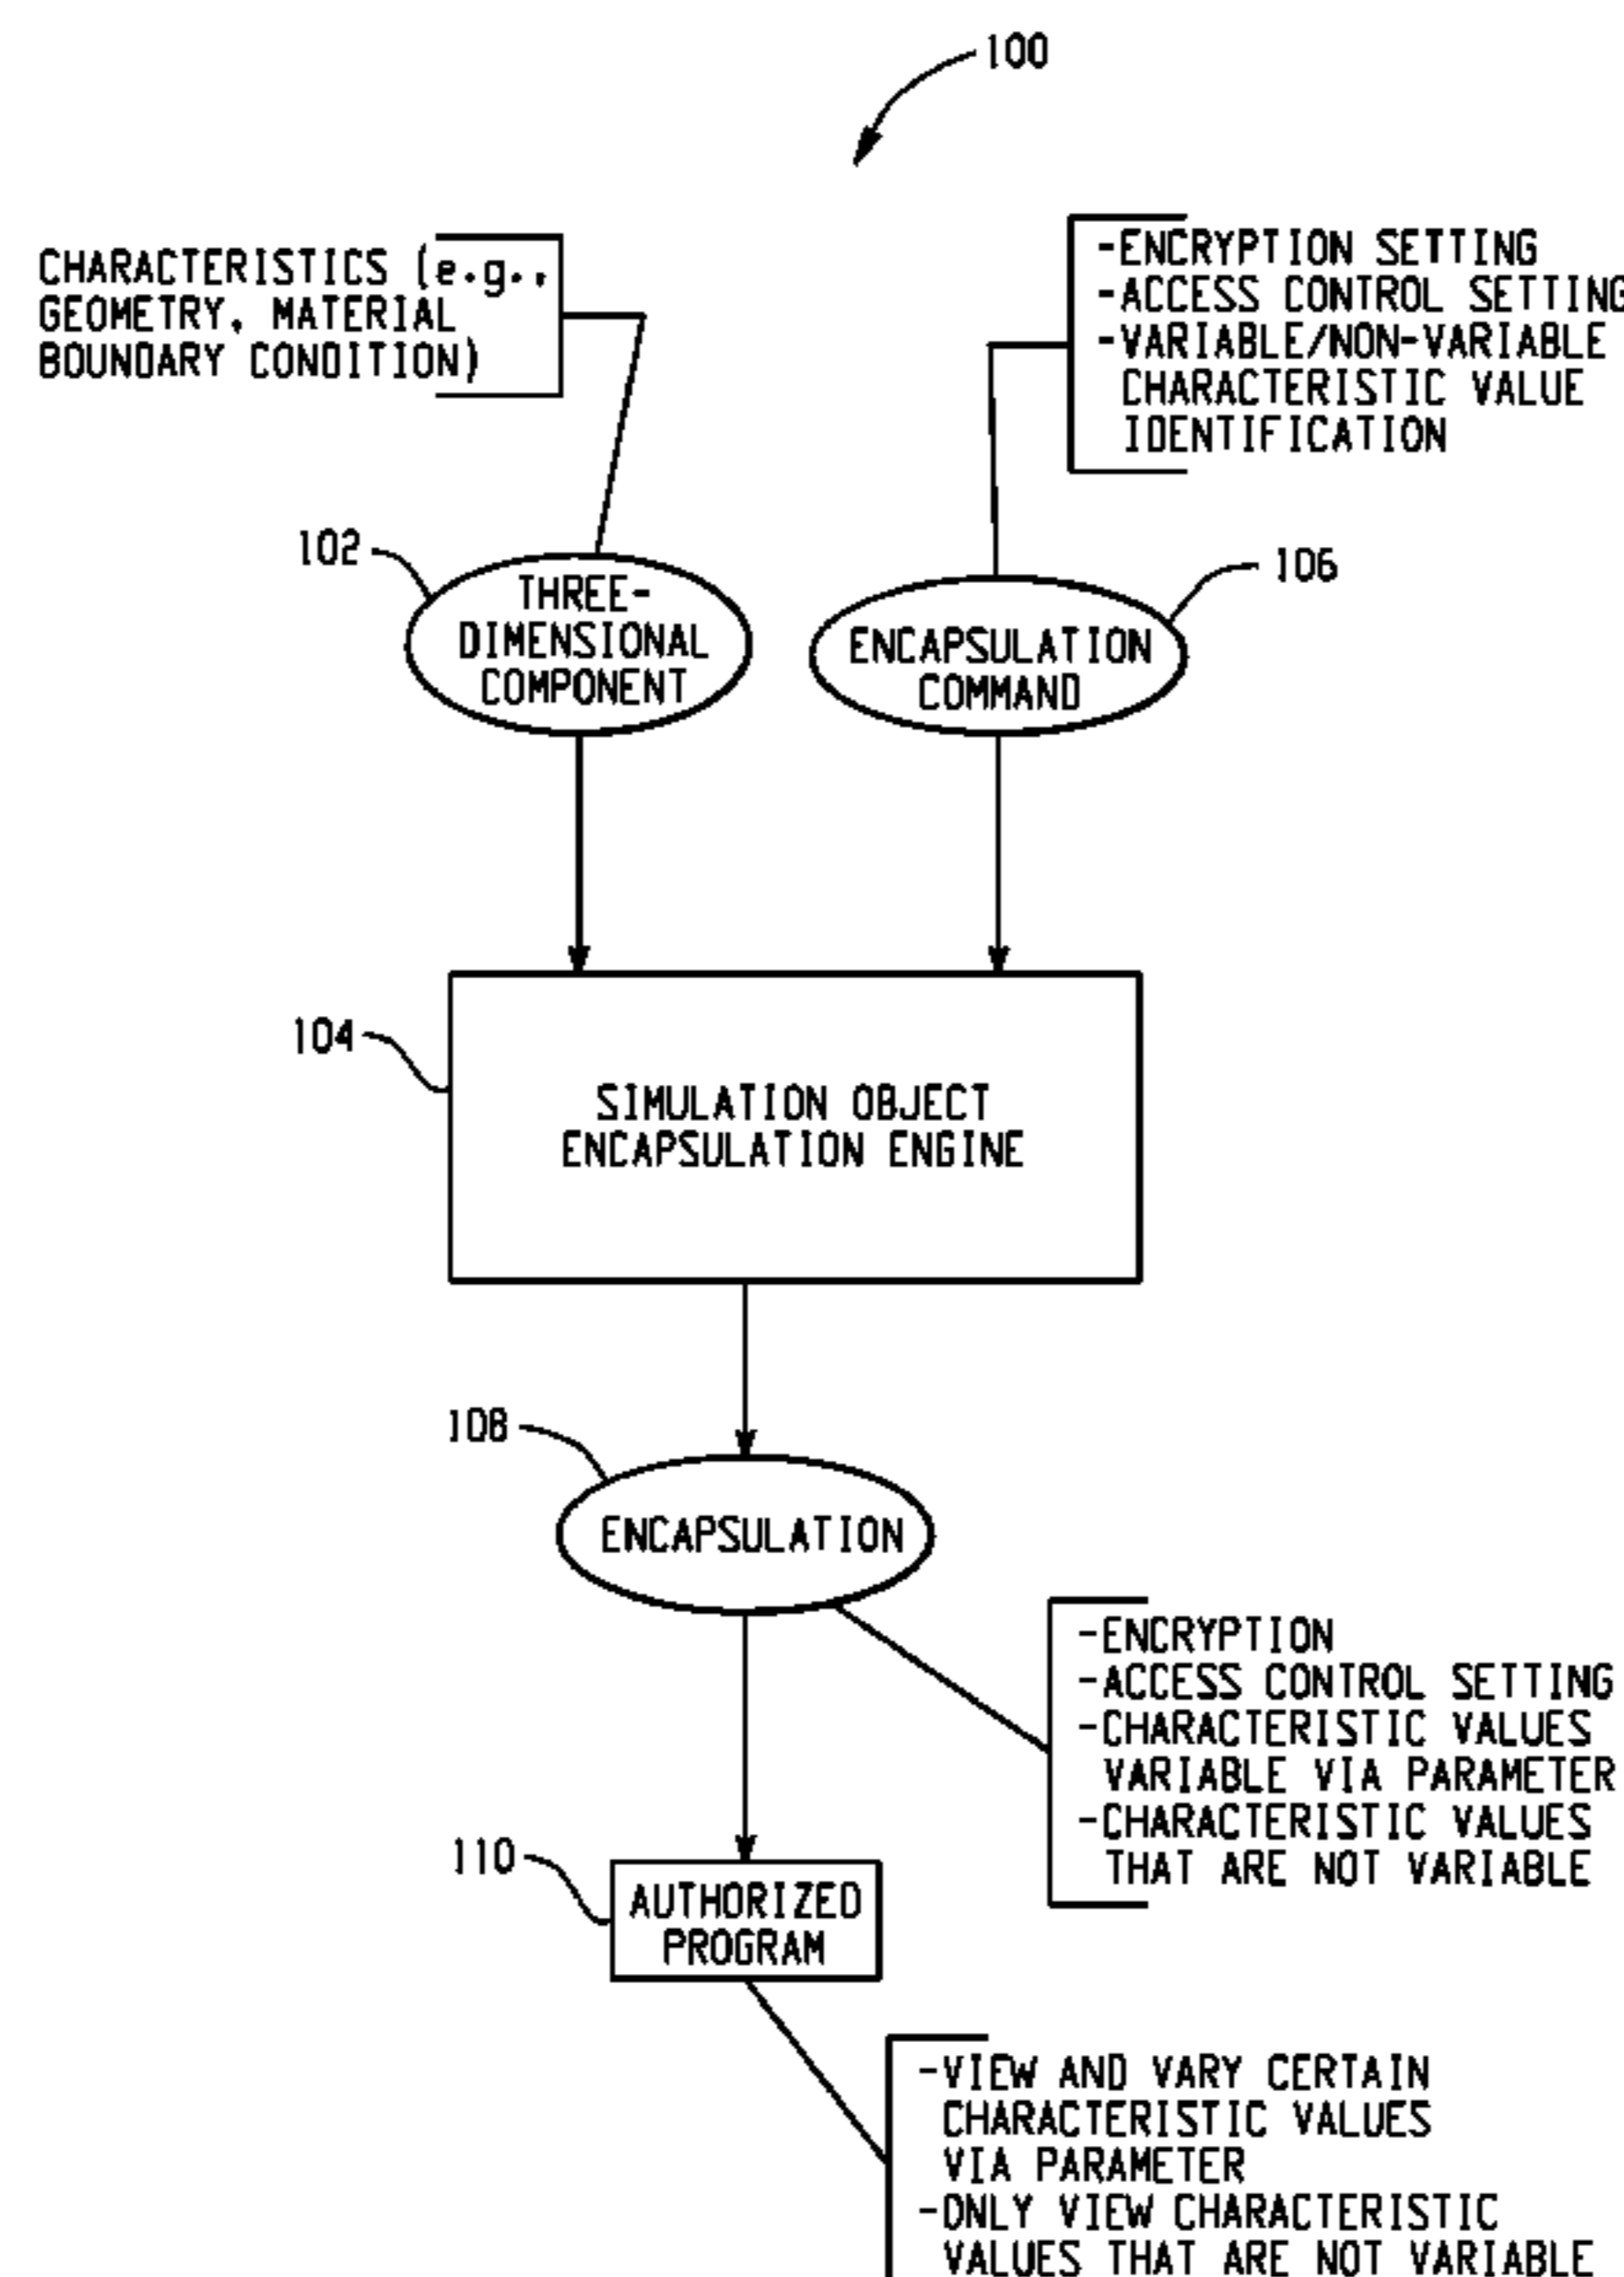 100
CHARACTERISTICS (e.g.,
GEOMETRY, MATERIAL
BOUNDARY CONDITION)
-ENCRYPTION SETTING
-ACCESS CONTROL SETTING
-VARIABLE/NON-VARIABLE
CHARACTERISTIC VALUE
IDENTIFICATION
102
THREE-
DIMENSIONAL
COMPONENT
106
ENCAPSULATION
COMMAND
104
SIMULATION OBJECT
ENCAPSULATION ENGINE
108
ENCAPSULATION
-ENCRYPTION
-ACCESS CONTROL SETTING
-CHARACTERISTIC VALUES
VARIABLE VIA PARAMETER
-CHARACTERISTIC VALUES
THAT ARE NOT VARIABLE
110
AUTHORIZED
PROGRAM
-VIEW AND VARY CERTAIN
CHARACTERISTIC VALUES
VIA PARAMETER
-ONLY VIEW CHARACTERISTIC
VALUES THAT ARE NOT VARIABLE